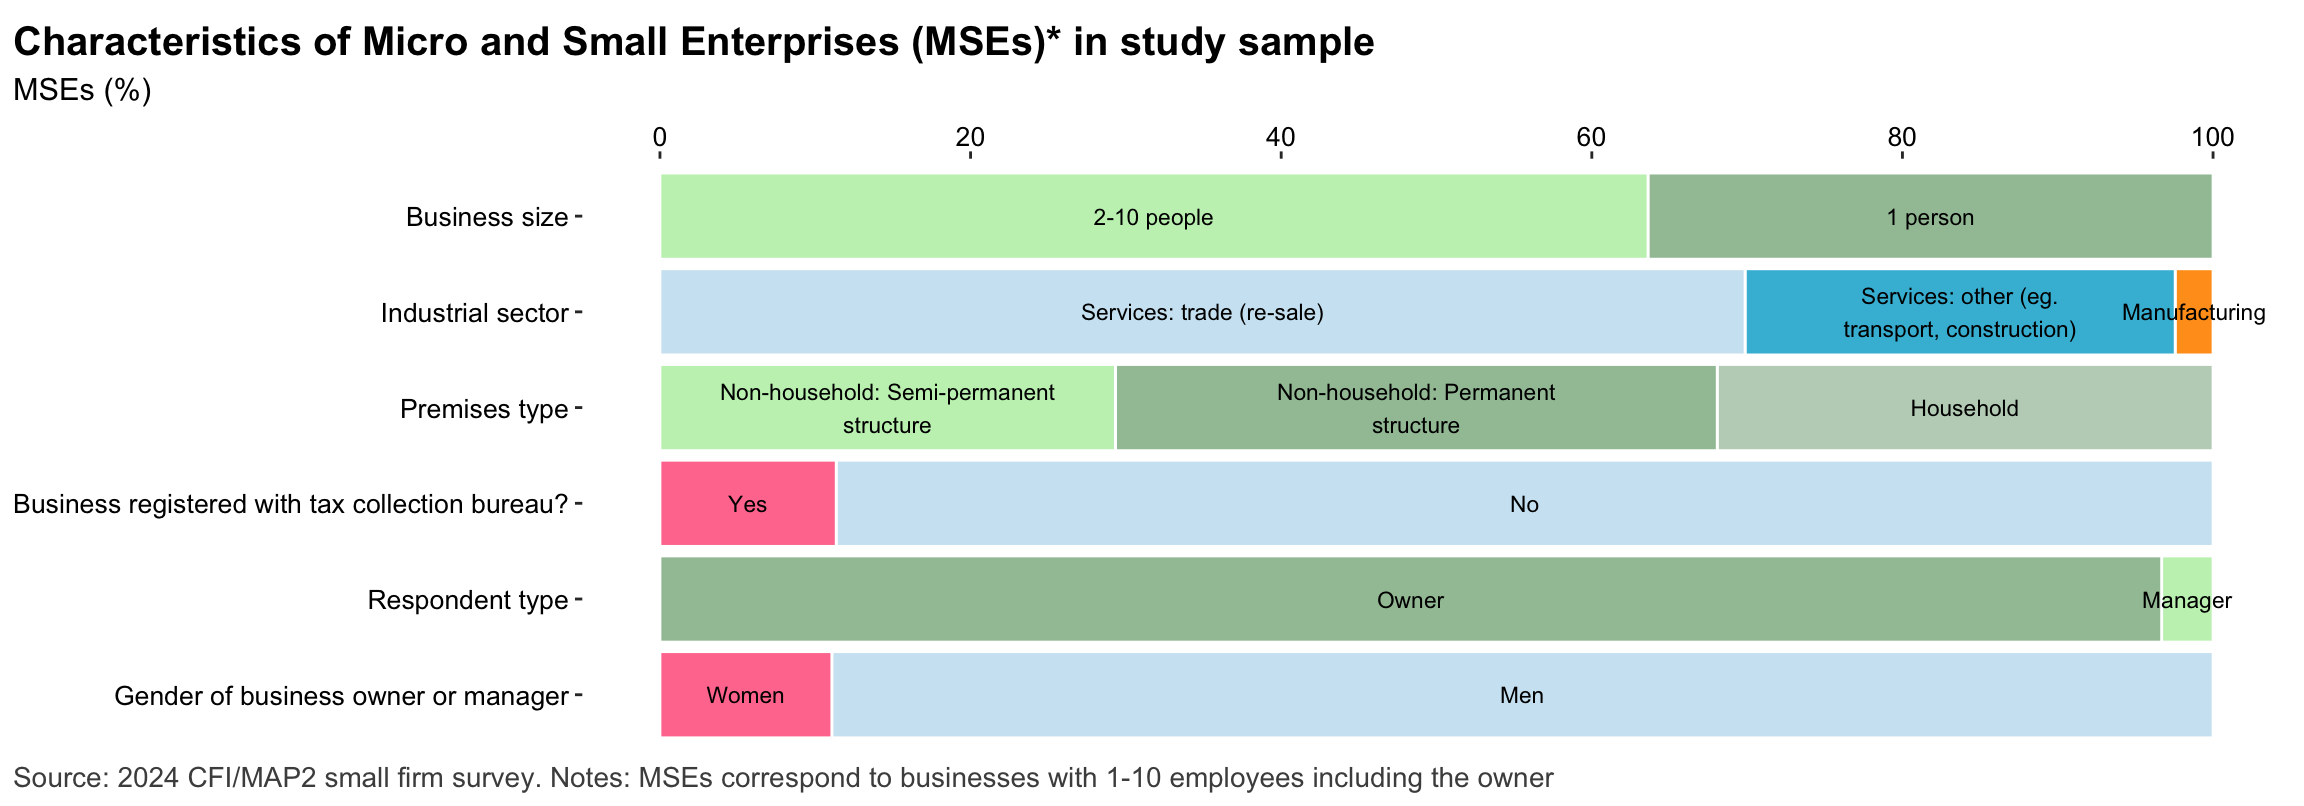 Characteristics of Micro and Small Enterprises (MSEs)* in study sample
MSEs (%)
0 20 40 60 80 100
Business size
2-10 people
1 person
Industrial sector
Services: trade (re-sale)
Services: other (eg.
transport, construction)
Manufacturing
Premises type
Non-household: Semi-permanent
structure
Non-household: Permanent
structure
Household
Business registered with tax collection bureau?
Yes
No
Respondent type
Owner
Manager
Gender of business owner or manager
Women
Men
Source: 2024 CFI/MAP2 small firm survey. Notes: MSEs correspond to businesses with 1-10 employees including the owner